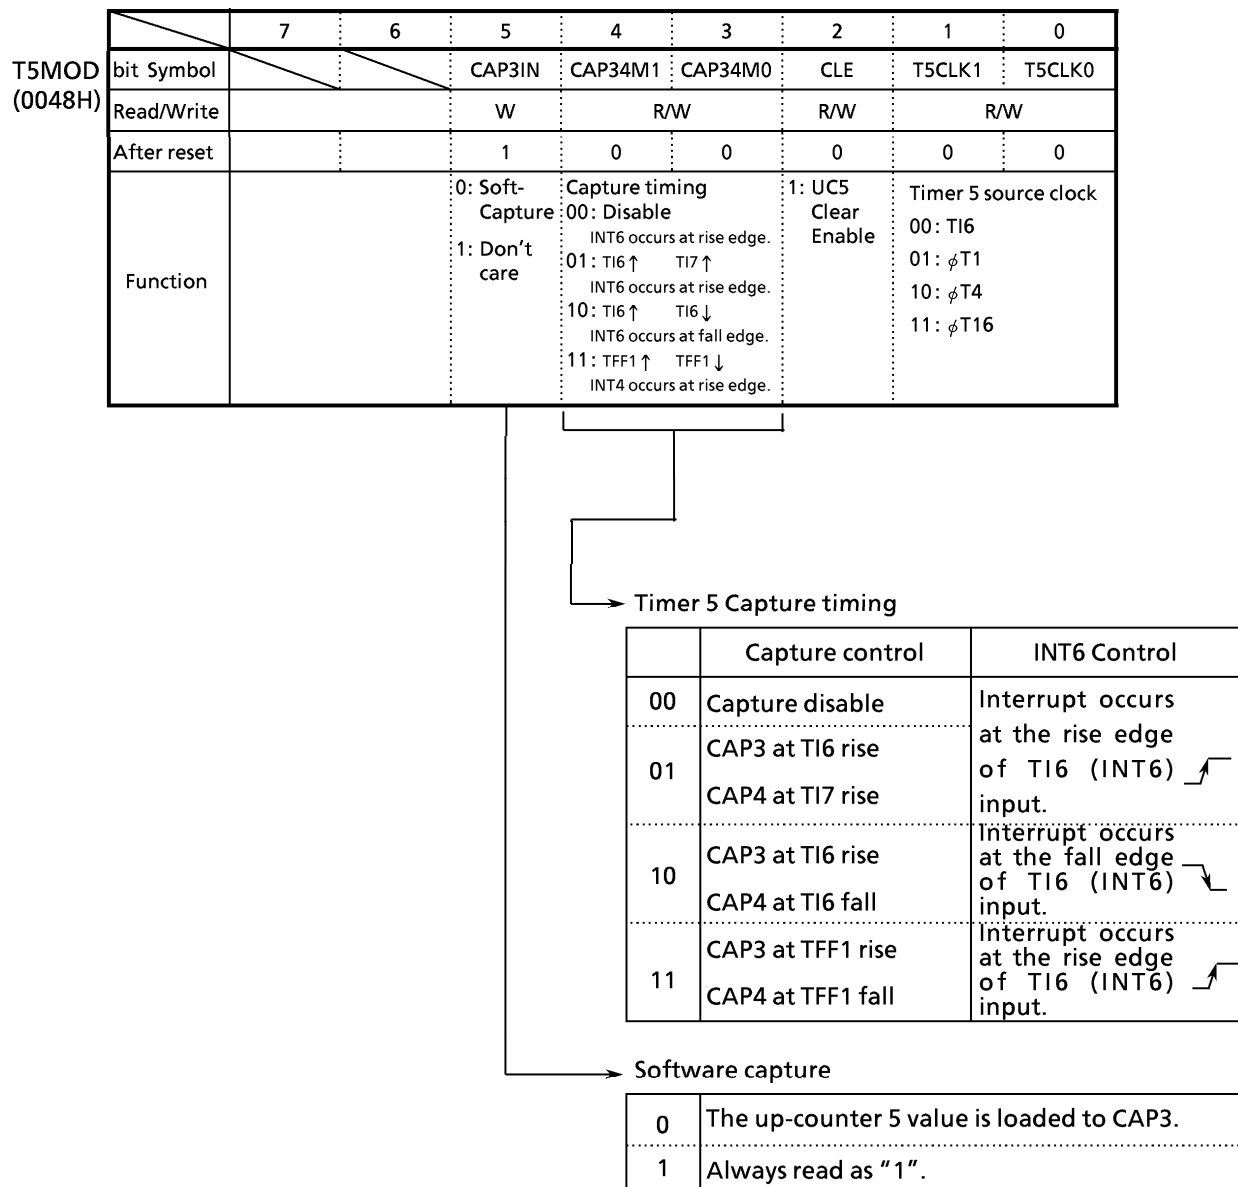 7 6 5 4 3 2 1 0
T5MOD
(0048H)
bit Symbol CAP3IN CAP34M1 CAP34M0 CLE T5CLK1 T5CLK0
Read/Write W R/W R/W R/W
After reset 1 0 0 0 0 0
Function
0: Soft-
Capture
1: Don't
care
Capture timing
00: Disable
INT6 occurs at rise edge.
01: TI6↑ TI7↑
INT6 occurs at rise edge.
10: TI6↑ TI6↓
INT6 occurs at fall edge.
11: TFF1↑ TFF1↓
INT4 occurs at rise edge.
1: UC5
Clear
Enable
Timer 5 source clock
00: TI6
01: ϕT1
10: ϕT4
11: ϕT16
Timer 5 Capture timing
Capture control INT6 Control
00 Capture disable
01
CAP3 at TI6 rise
CAP4 at TI7 rise
Interrupt occurs
at the rise edge
of TI6 (INT6)
input.
10
CAP3 at TI6 rise
CAP4 at TI6 fall
Interrupt occurs
at the fall edge
of TI6 (INT6)
input.
11
CAP3 at TFF1 rise
CAP4 at TFF1 fall
Interrupt occurs
at the rise edge
of TI6 (INT6)
input.
Software capture
0 The up-counter 5 value is loaded to CAP3.
1 Always read as "1".